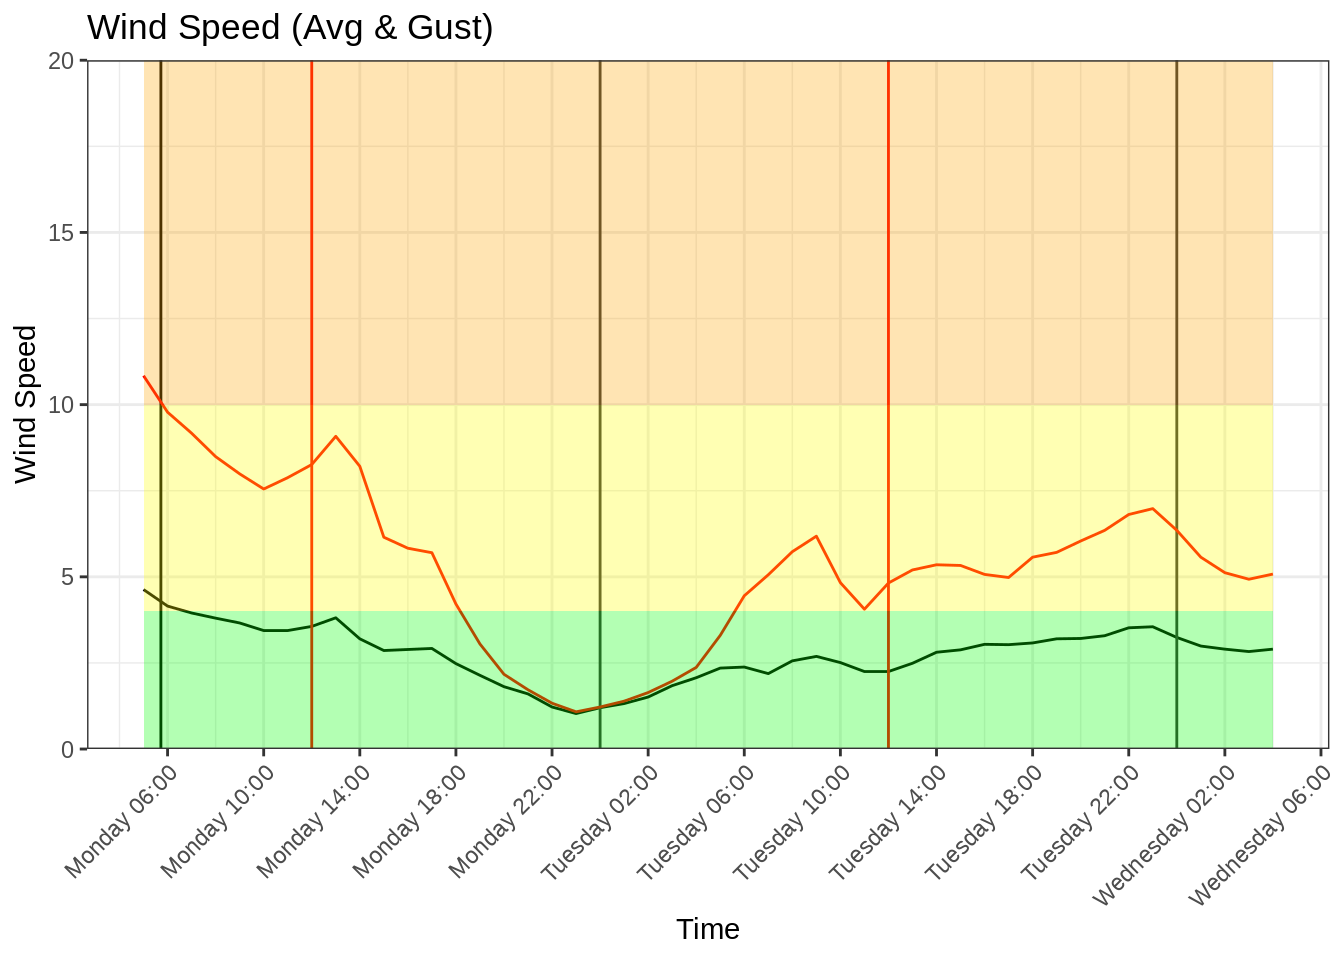 Wind Speed (Avg & Gust)
20
15
10
5
0
Wind Speed
Monday 06:00
Monday 10:00
Monday 14:00
Monday 18:00
Monday 22:00
Tuesday 02:00
Tuesday 06:00
Tuesday 10:00
Tuesday 14:00
Tuesday 18:00
Tuesday 22:00
Wednesday 02:00
Wednesday 06:00
Time